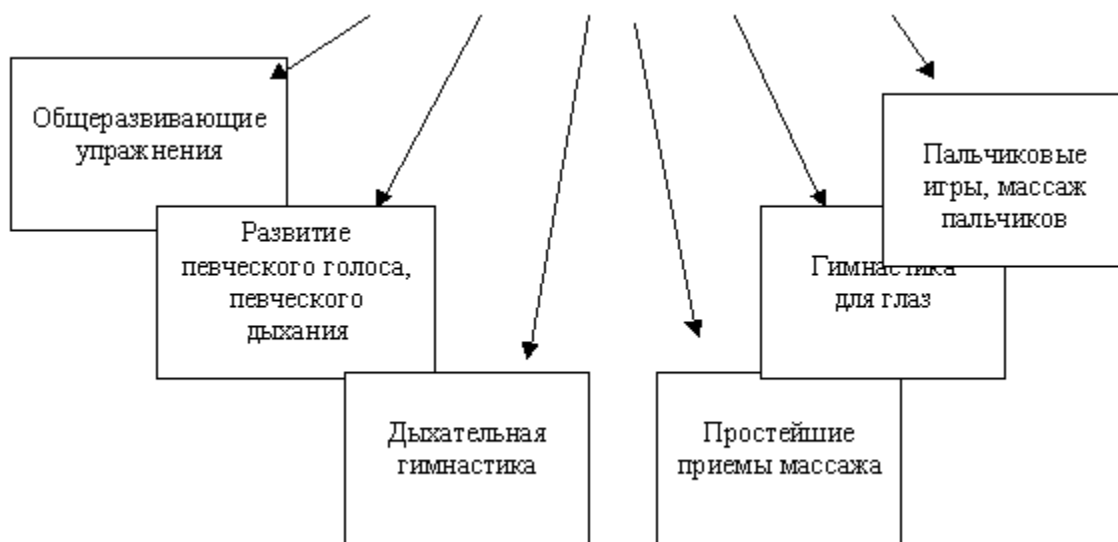 Общеразвивающие
упражнения
Развитие
певческого голоса,
певческого
дыхания
Дыхательная
гимнастика
Простейшие
приемы массажа
Гимнастика
для глаз
Пальчиковые
игры, массаж
пальчиков